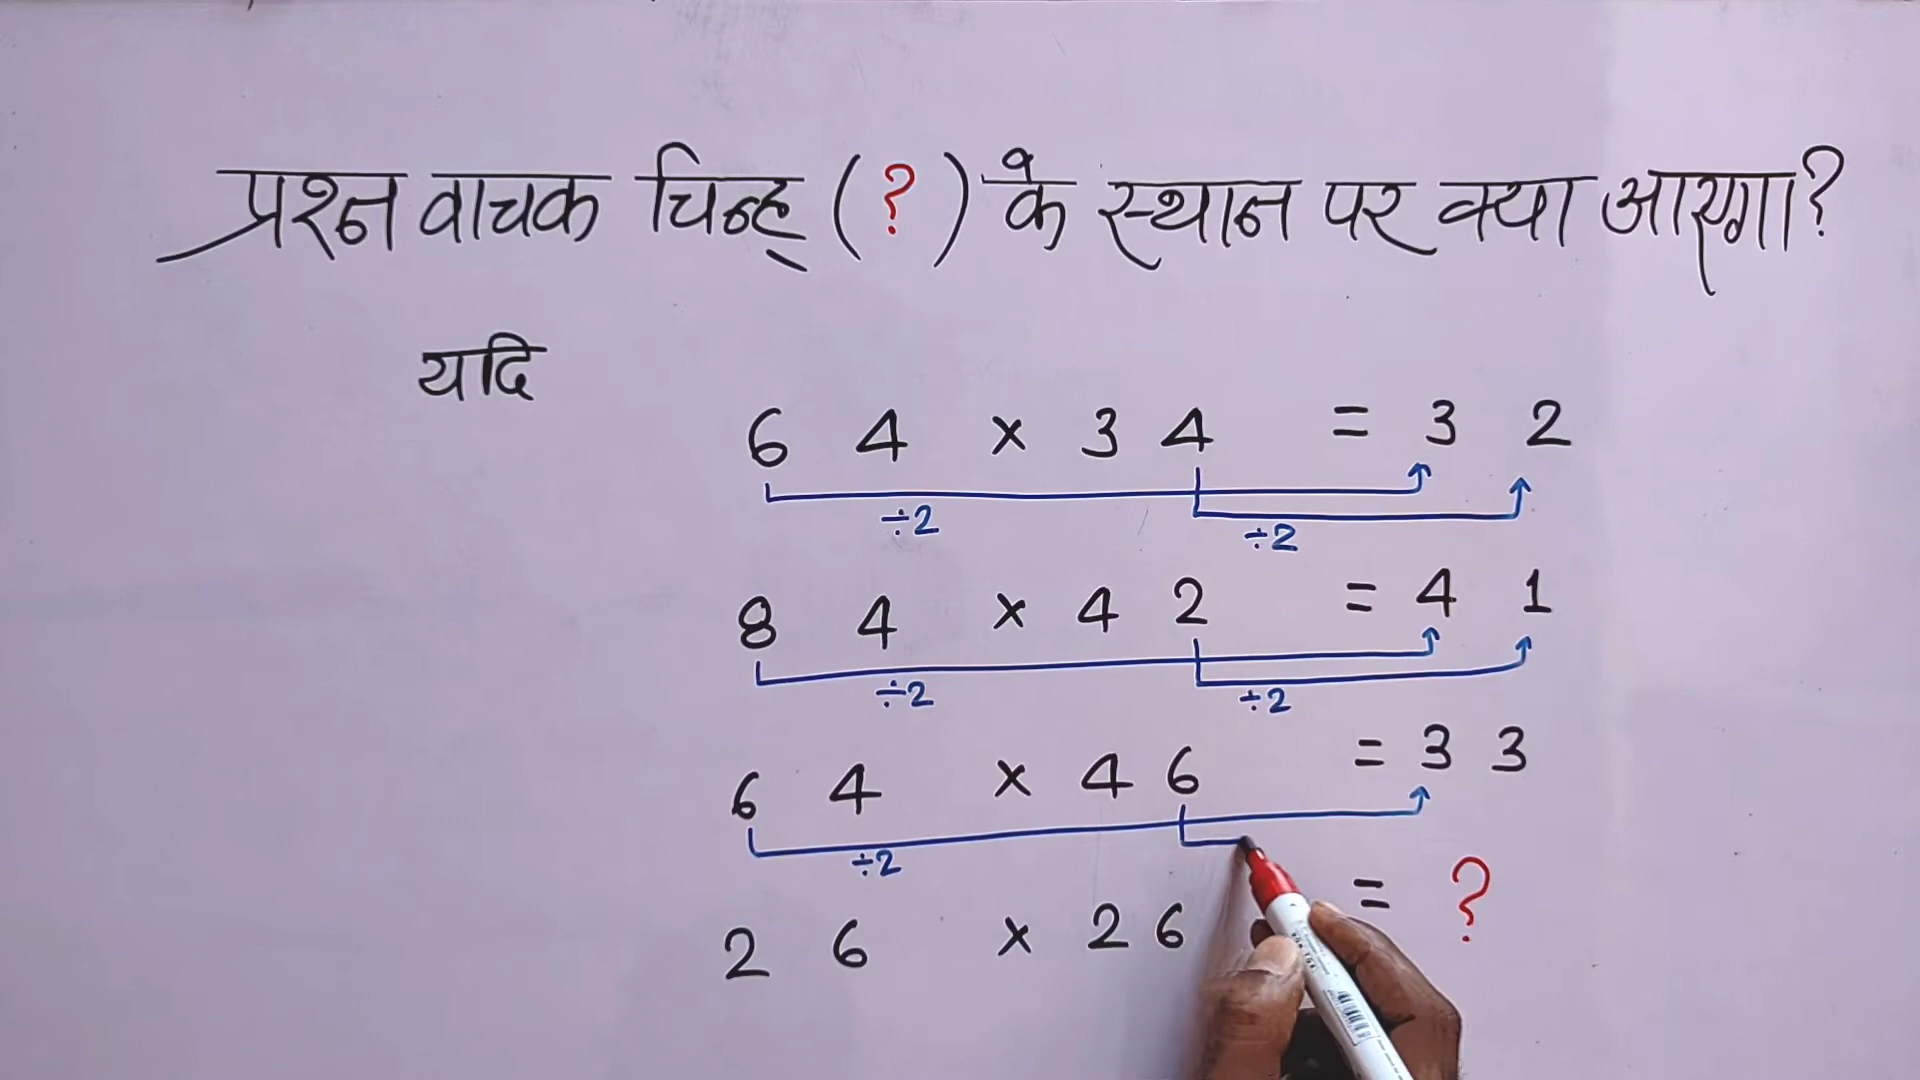 प्रश्न वाचक चिन्ह् (?) के स्थान पर क्या आएगा?
यदि
6 4 × 3 4 = 3 2
÷2 ÷2
8 4 × 4 2 = 4 1
÷2 ÷2
6 4 × 4 6 = 3 3
÷2
2 6 × 2 6 = ?